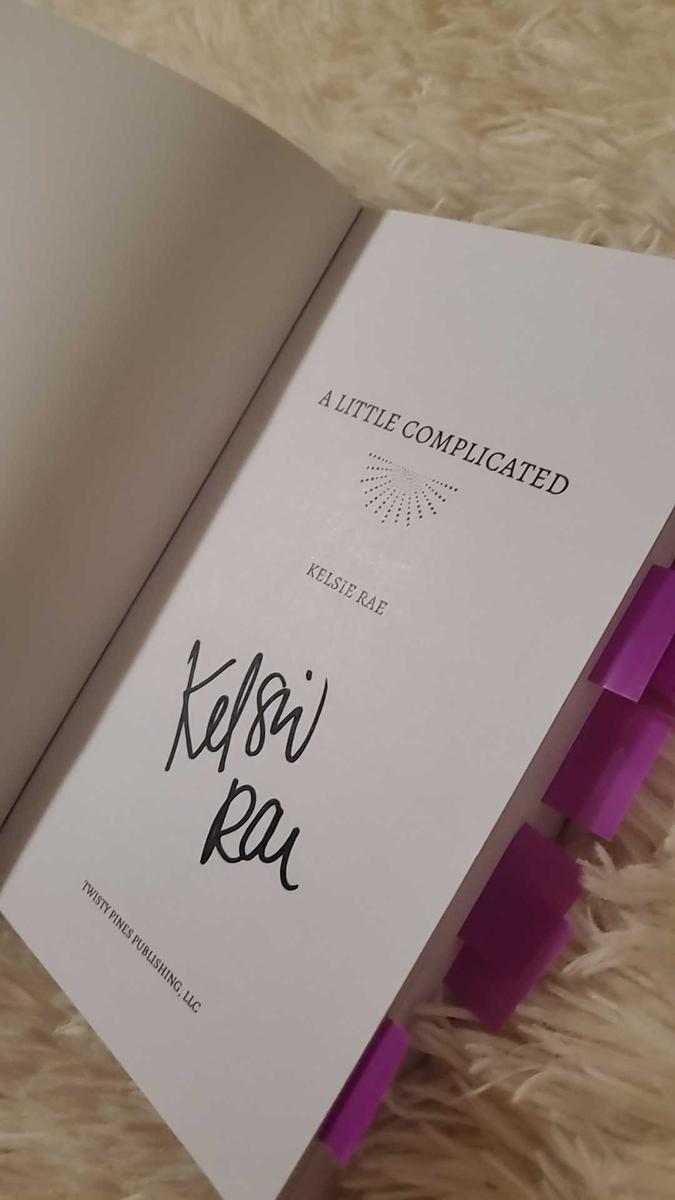 A LITTLE COMPLICATED
KELSIE RAE
Kelsie
Rae
TWISTY PINES PUBLISHING, LLC